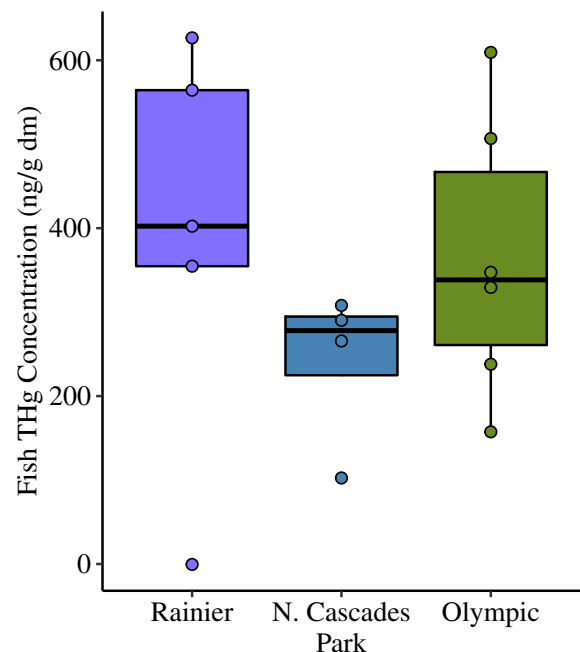 Fish THg Concentration (ng/g dm)
600
400
200
0
Rainier N. Cascades Olympic
Park